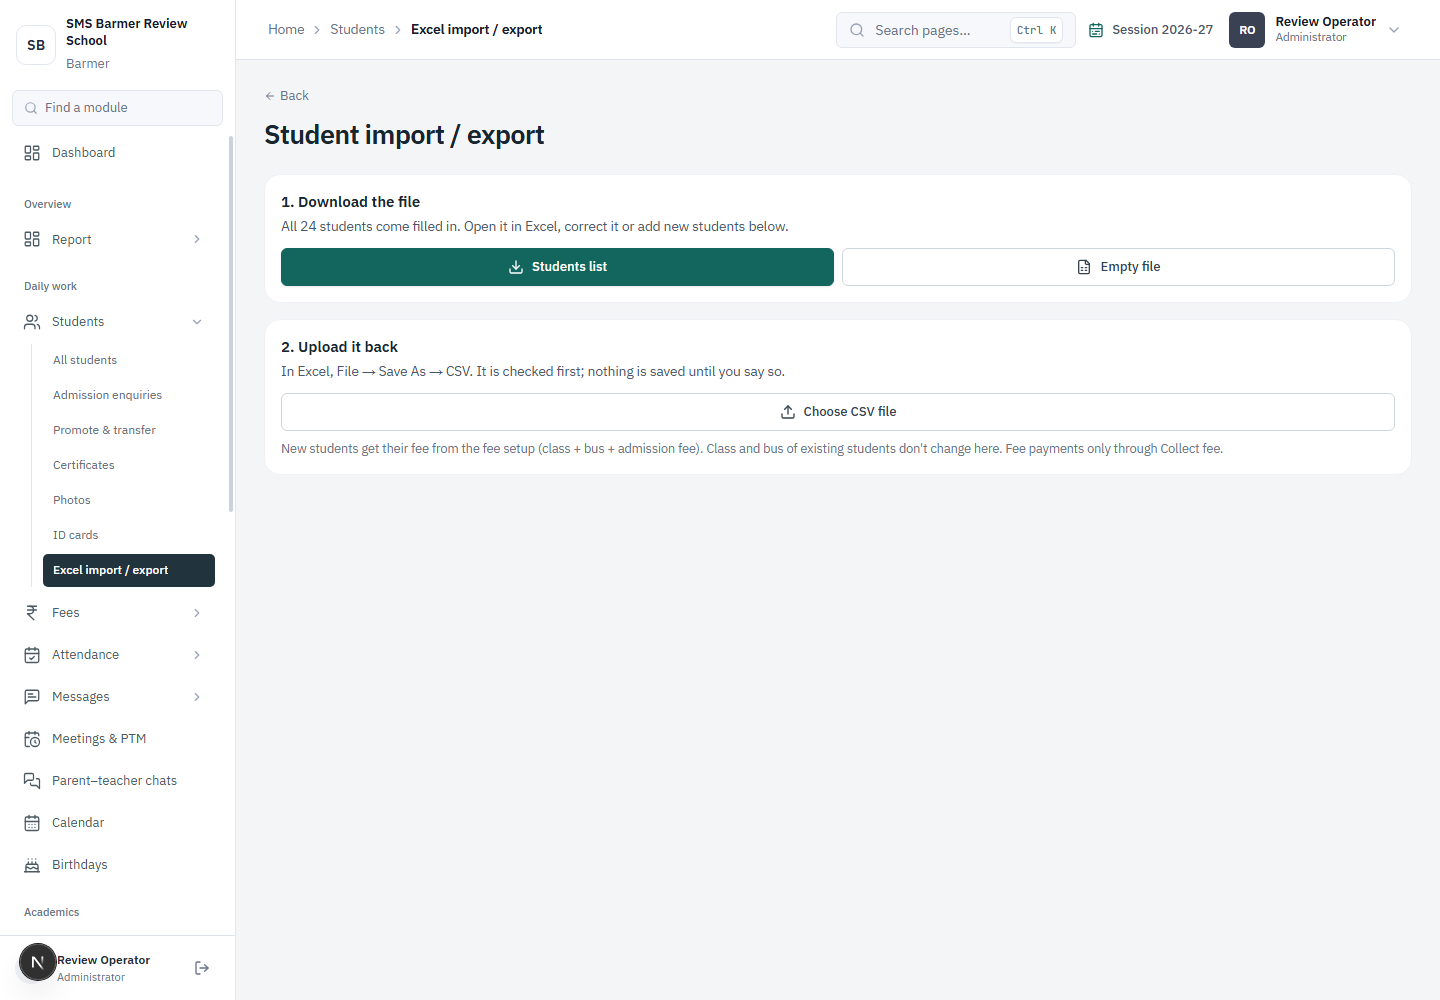 SMS Barmer Review
School
SB
Barmer
Find a module
Dashboard
Overview
Report
Daily work
Students
All students
Admission enquiries
Promote & transfer
Certificates
Photos
ID cards
Excel import / export
Fees
Attendance
Messages
Meetings & PTM
Parent–teacher chats
Calendar
Birthdays
Academics
N
Review Operator
Administrator
Home > Students > Excel import / export
Search pages... Ctrl K
Session 2026-27
RO
Review Operator
Administrator
← Back
Student import / export
1. Download the file
All 24 students come filled in. Open it in Excel, correct it or add new students below.
Students list
Empty file
2. Upload it back
In Excel, File → Save As → CSV. It is checked first; nothing is saved until you say so.
Choose CSV file
New students get their fee from the fee setup (class + bus + admission fee). Class and bus of existing students don't change here. Fee payments only through Collect fee.